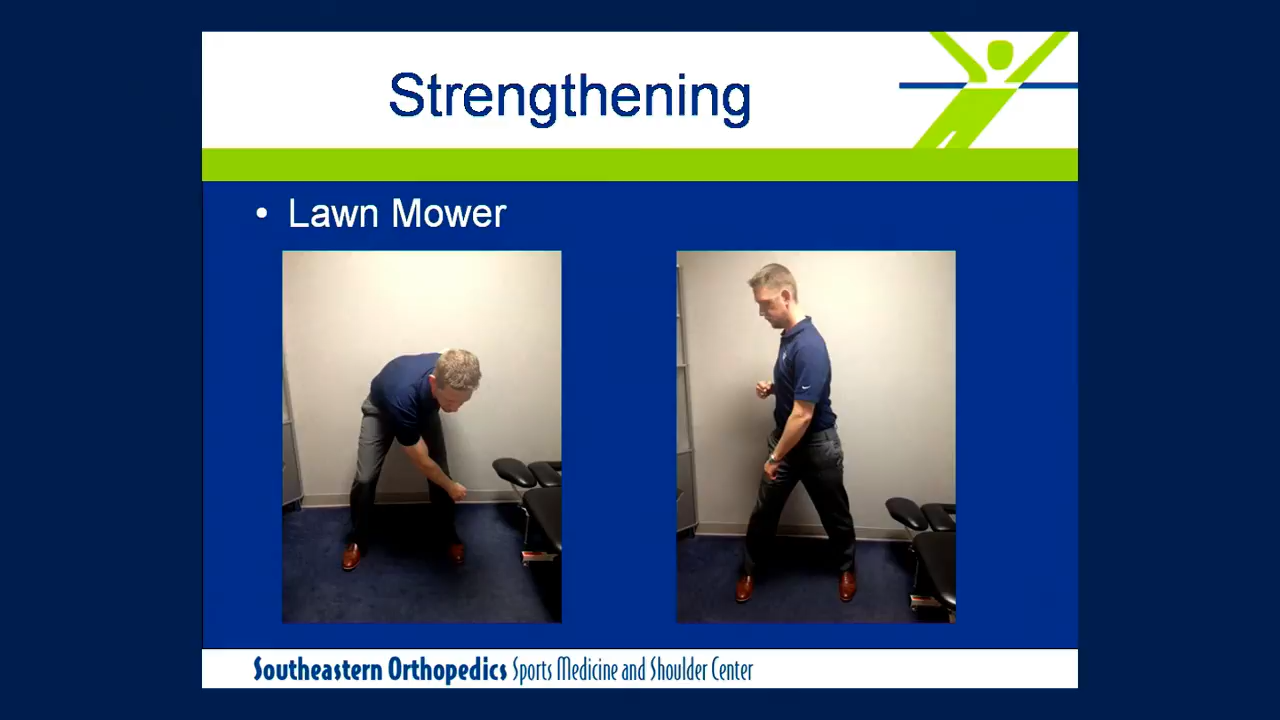 Strengthening
• Lawn Mower
Southeastern Orthopedics Sports Medicine and Shoulder Center